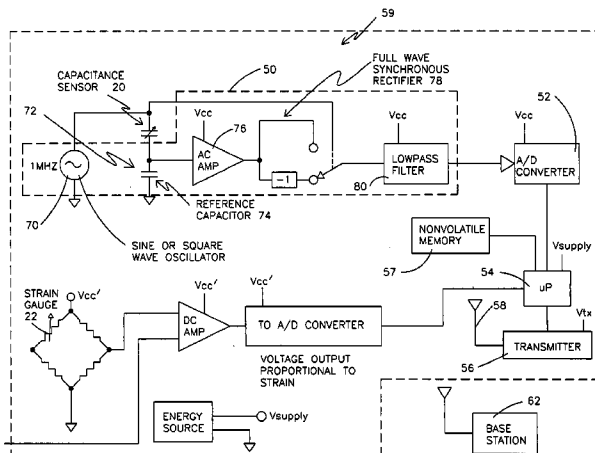 59
FULL WAVE
SYNCHRONOUS
RECTIFIER 78
CAPACITANCE
SENSOR 20
50
72
Vcc
76
Vcc
Vcc
52
1MHZ
AC
AMP
-1
LOWPASS
FILTER
A/D
CONVERTER
80
70
REFERENCE
CAPACITOR 74
SINE OR SQUARE
WAVE OSCILLATOR
NONVOLATILE
MEMORY
57
54
Vsupply
uP
STRAIN
GAUGE
22
Vcc'
Vcc'
Vcc'
58
Vtx
DC
AMP
TO A/D CONVERTER
TRANSMITTER
56
VOLTAGE OUTPUT
PROPORTIONAL TO
STRAIN
ENERGY
SOURCE
Vsupply
62
BASE
STATION